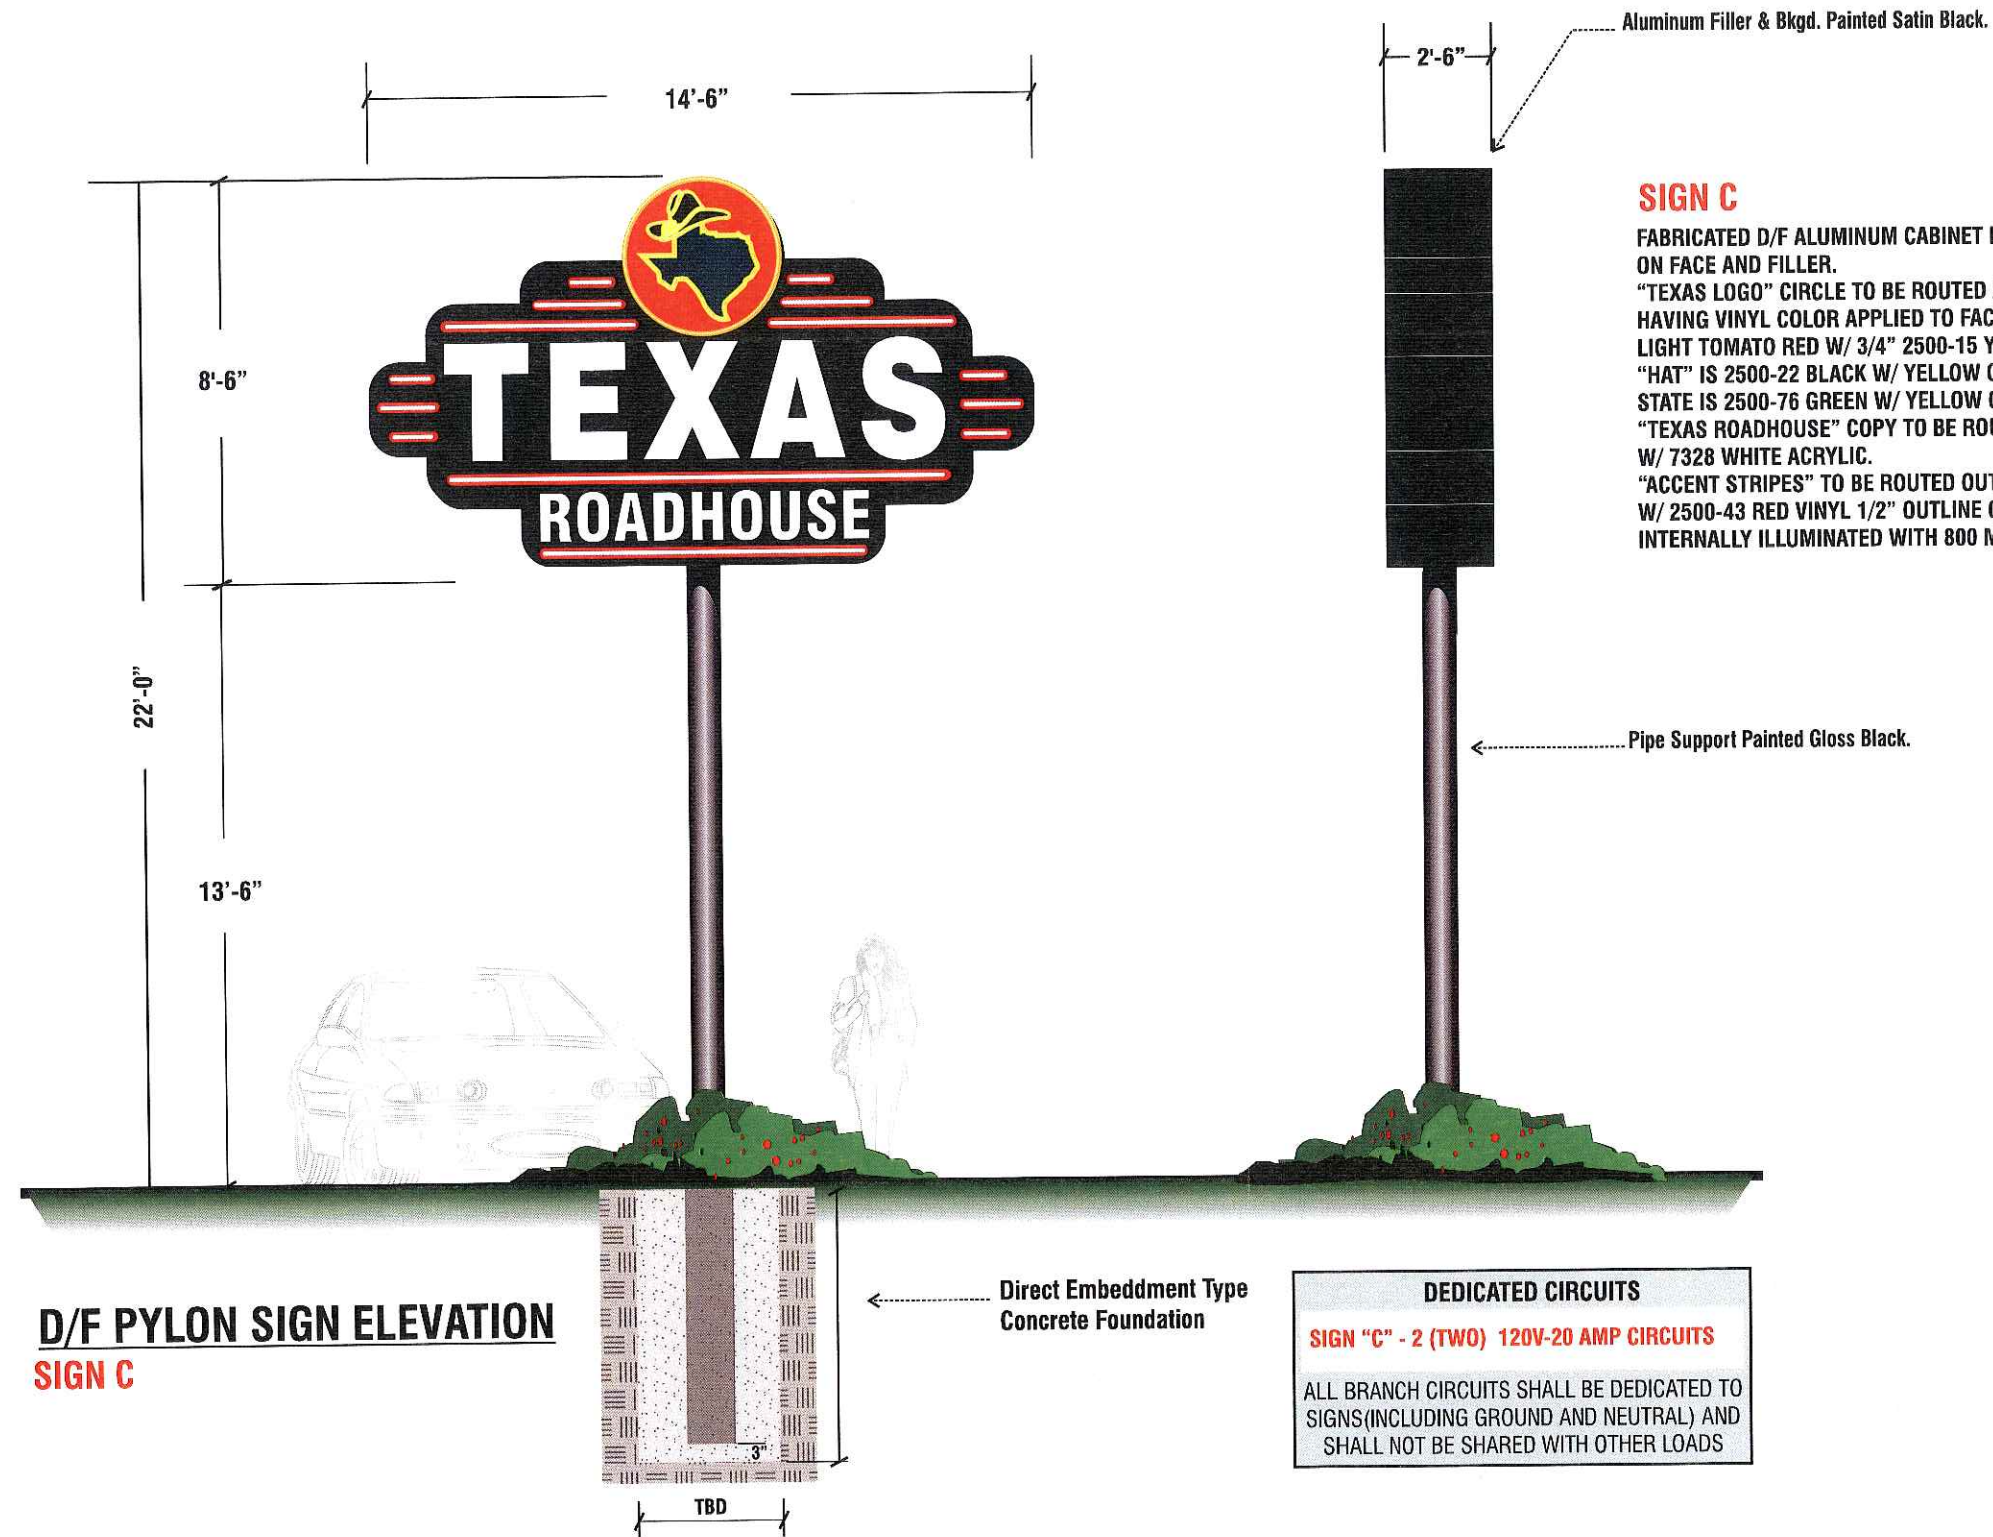 Aluminum Filler & Bkgd. Painted Satin Black.
2'-6”
14’-6”
8'-6”
22’-0”
13’-6”
TEXAS
ROADHOUSE
SIGN C
FABRICATED D/F ALUMINUM CABINET
ON FACE AND FILLER.
“TEXAS LOGO” CIRCLE TO BE ROUTED
HAVING VINYL COLOR APPLIED TO FAC
LIGHT TOMATO RED W/ 3/4” 2500-15 Y
“HAT” IS 2500-22 BLACK W/ YELLOW
STATE IS 2500-76 GREEN W/ YELLOW
“TEXAS ROADHOUSE” COPY TO BE ROU
W/ 7328 WHITE ACRYLIC.
“ACCENT STRIPES” TO BE ROUTED OUT
W/ 2500-43 RED VINYL 1/2” OUTLINE
INTERNALLY ILLUMINATED WITH 800 M
Pipe Support Painted Gloss Black.
Direct Embeddment Type
Concrete Foundation
3”
TBD
D/F PYLON SIGN ELEVATION
SIGN C
DEDICATED CIRCUITS
SIGN “C” - 2 (TWO) 120V-20 AMP CIRCUITS
ALL BRANCH CIRCUITS SHALL BE DEDICATED TO
SIGNS(INCLUDING GROUND AND NEUTRAL) AND
SHALL NOT BE SHARED WITH OTHER LOADS